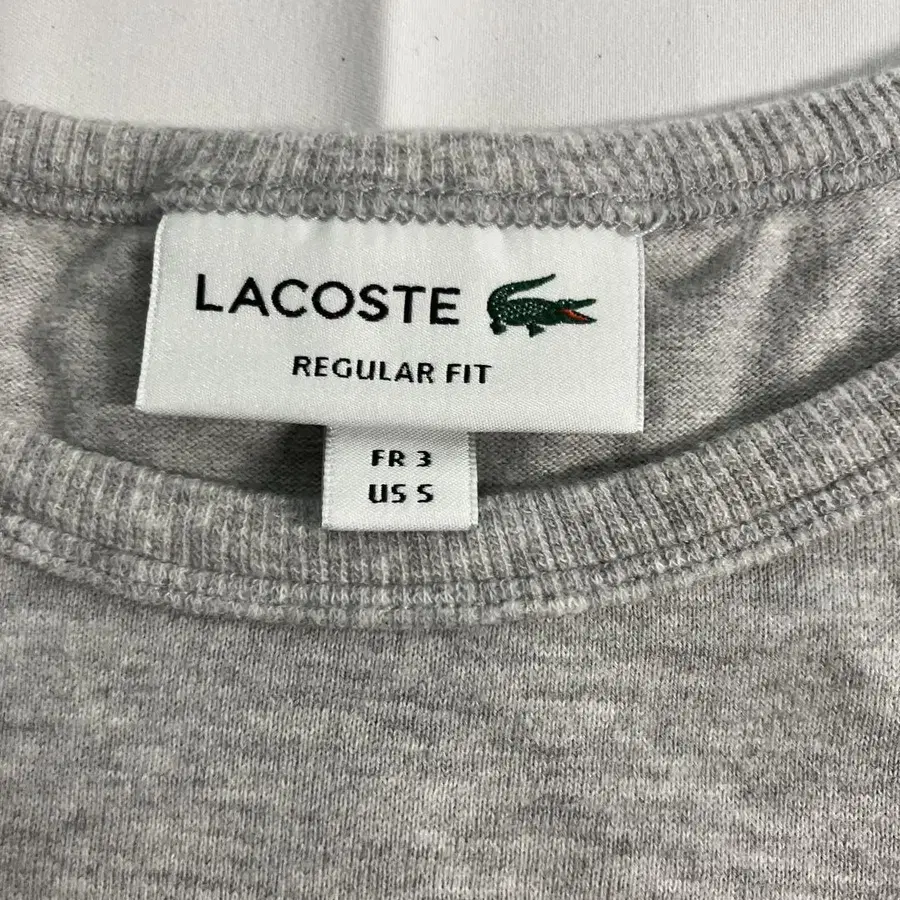 LACOSTE
REGULAR FIT
FR 3
US S